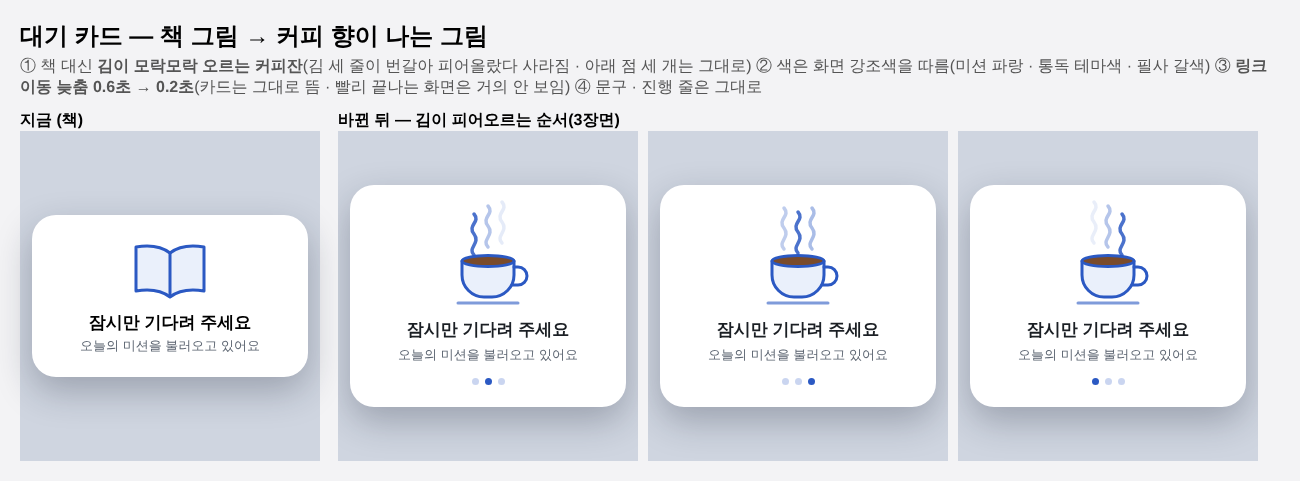 대기 카드 — 책 그림 → 커피 향이 나는 그림
① 책 대신 김이 모락모락 오르는 커피잔(김 세 줄이 번갈아 피어올랐다 사라짐 · 아래 점 세 개는 그대로) ② 색은 화면 강조색을 따름(미션 파랑 · 통독 테마색 · 필사 갈색) ③ 링크
이동 늦춤 0.6초 → 0.2초(카드는 그대로 뜸 · 빨리 끝나는 화면은 거의 안 보임) ④ 문구 · 진행 줄은 그대로
지금 (책)
바뀐 뒤 — 김이 피어오르는 순서(3장면)
잠시만 기다려 주세요
오늘의 미션을 불러오고 있어요
잠시만 기다려 주세요
오늘의 미션을 불러오고 있어요
잠시만 기다려 주세요
오늘의 미션을 불러오고 있어요
잠시만 기다려 주세요
오늘의 미션을 불러오고 있어요